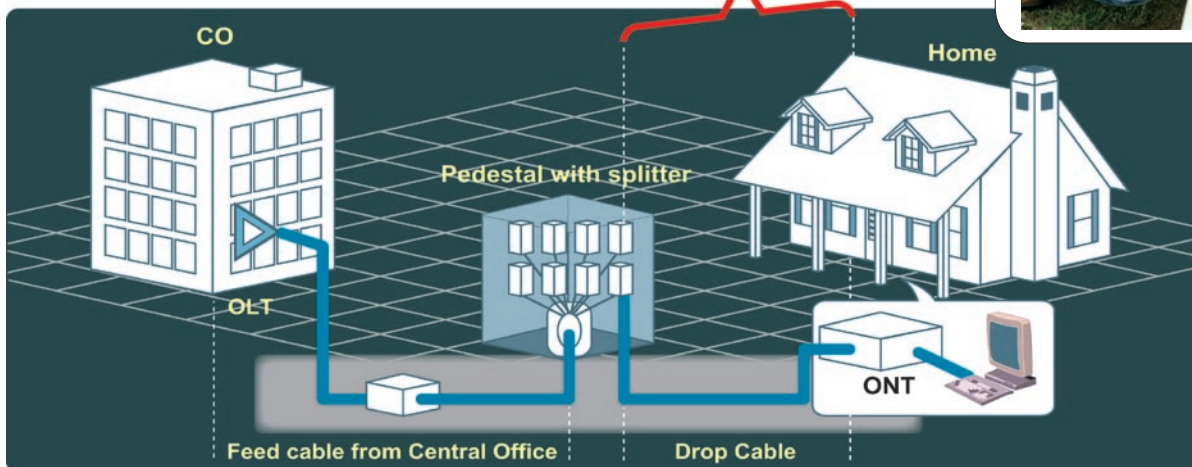 CO
Home
Pedestal with splitter
OLT
ONT
Feed cable from Central Office
Drop Cable